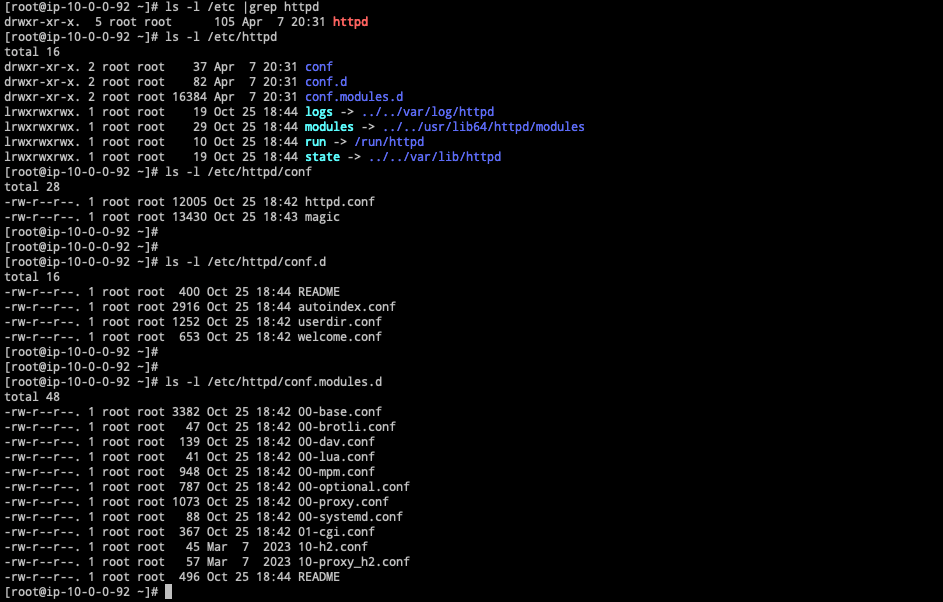 [root@ip-10-0-0-92 ~]# ls -l /etc |grep httpd
drwxr-xr-x.  5 root root      105 Apr  7 20:31 httpd
[root@ip-10-0-0-92 ~]# ls -l /etc/httpd
total 16
drwxr-xr-x. 2 root root    37 Apr  7 20:31 conf
drwxr-xr-x. 2 root root    82 Apr  7 20:31 conf.d
drwxr-xr-x. 2 root root 16384 Apr  7 20:31 conf.modules.d
lrwxrwxrwx. 1 root root    19 Oct 25 18:44 logs -> ../../var/log/httpd
lrwxrwxrwx. 1 root root    29 Oct 25 18:44 modules -> ../../usr/lib64/httpd/modules
lrwxrwxrwx. 1 root root    10 Oct 25 18:44 run -> /run/httpd
lrwxrwxrwx. 1 root root    19 Oct 25 18:44 state -> ../../var/lib/httpd
[root@ip-10-0-0-92 ~]# ls -l /etc/httpd/conf
total 28
-rw-r--r--. 1 root root 12005 Oct 25 18:42 httpd.conf
-rw-r--r--. 1 root root 13430 Oct 25 18:43 magic
[root@ip-10-0-0-92 ~]#
[root@ip-10-0-0-92 ~]#
[root@ip-10-0-0-92 ~]# ls -l /etc/httpd/conf.d
total 16
-rw-r--r--. 1 root root  400 Oct 25 18:44 README
-rw-r--r--. 1 root root 2916 Oct 25 18:44 autoindex.conf
-rw-r--r--. 1 root root 1252 Oct 25 18:42 userdir.conf
-rw-r--r--. 1 root root  653 Oct 25 18:42 welcome.conf
[root@ip-10-0-0-92 ~]#
[root@ip-10-0-0-92 ~]#
[root@ip-10-0-0-92 ~]# ls -l /etc/httpd/conf.modules.d
total 48
-rw-r--r--. 1 root root 3382 Oct 25 18:42 00-base.conf
-rw-r--r--. 1 root root   47 Oct 25 18:42 00-brotli.conf
-rw-r--r--. 1 root root  139 Oct 25 18:42 00-dav.conf
-rw-r--r--. 1 root root   41 Oct 25 18:42 00-lua.conf
-rw-r--r--. 1 root root  948 Oct 25 18:42 00-mpm.conf
-rw-r--r--. 1 root root  787 Oct 25 18:42 00-optional.conf
-rw-r--r--. 1 root root 1073 Oct 25 18:42 00-proxy.conf
-rw-r--r--. 1 root root   88 Oct 25 18:42 00-systemd.conf
-rw-r--r--. 1 root root  367 Oct 25 18:42 01-cgi.conf
-rw-r--r--. 1 root root   45 Mar  7  2023 10-h2.conf
-rw-r--r--. 1 root root   57 Mar  7  2023 10-proxy_h2.conf
-rw-r--r--. 1 root root  496 Oct 25 18:44 README
[root@ip-10-0-0-92 ~]#